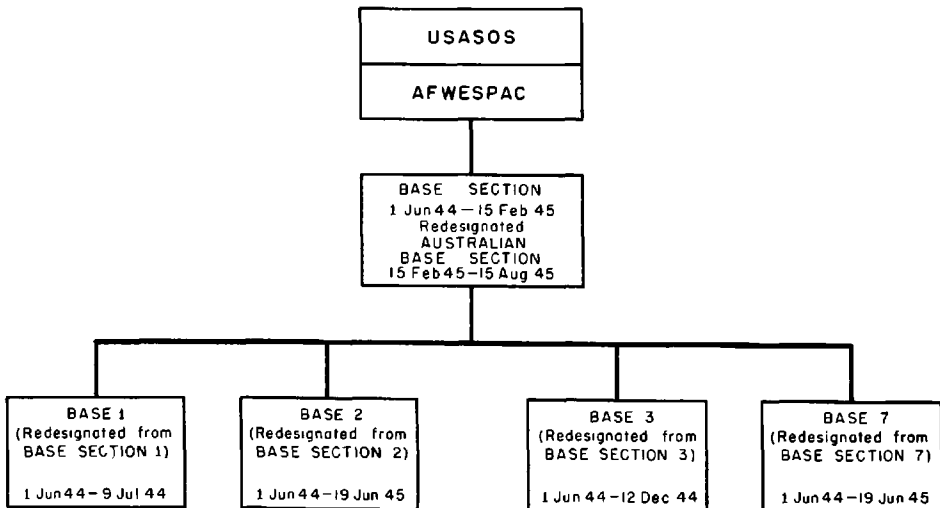 USASOS
AFWESPAC
BASE SECTION
1 Jun 44–15 Feb 45
Redesignated
AUSTRALIAN
BASE SECTION
15 Feb 45–15 Aug 45
BASE 1
(Redesignated from
BASE SECTION 1)
1 Jun 44–9 Jul 44
BASE 2
(Redesignated from
BASE SECTION 2)
1 Jun 44–19 Jun 45
BASE 3
(Redesignated from
BASE SECTION 3)
1 Jun 44–12 Dec 44
BASE 7
(Redesignated from
BASE SECTION 7)
1 Jun 44–19 Jun 45